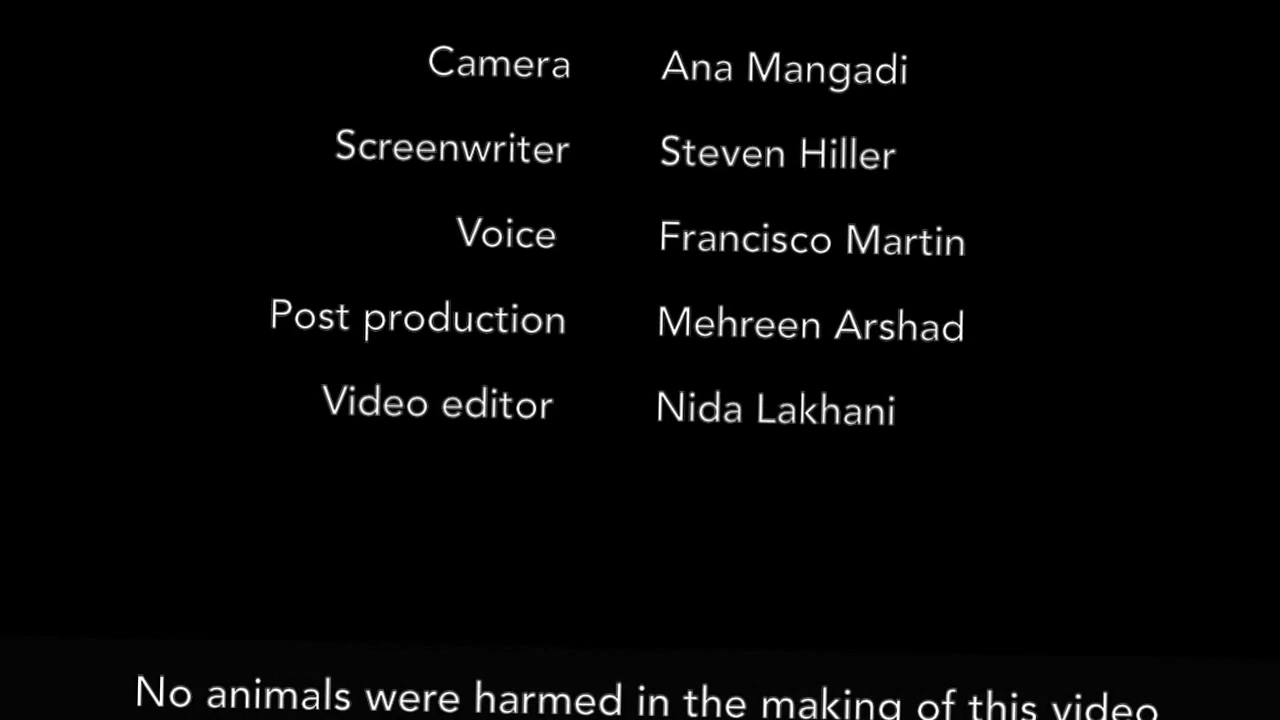 Camera Ana Mangadi
Screenwriter Steven Hiller
Voice Francisco Martin
Post production Mehreen Arshad
Video editor Nida Lakhani
No animals were harmed in the making of this video